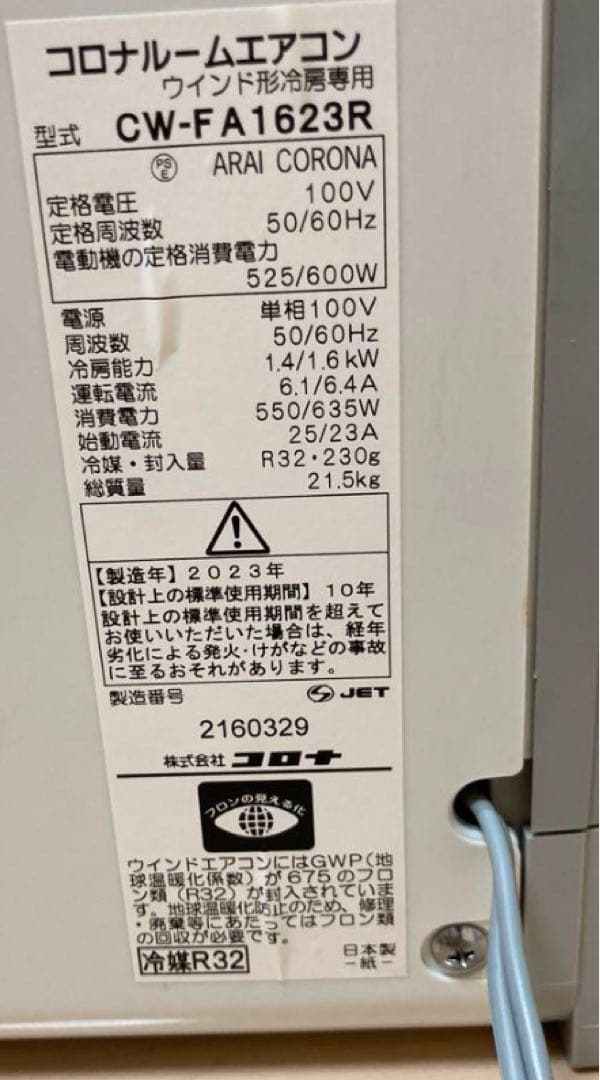 コロナルームエアコン
ウインド形冷房専用
型式 CW-FA1623R
PS
E
ARAI CORONA
定格電圧 100V
定格周波数 50/60Hz
電動機の定格消費電力
525/600W
電源 単相100V
周波数 50/60Hz
冷房能力 1.4/1.6kW
運転電流 6.1/6.4A
消費電力 550/635W
始動電流 25/23A
冷媒・封入量 R32・230g
総質量 21.5kg
【製造年】2023年
【設計上の標準使用期間】10年
設計上の標準使用期間を超えて
お使いいただいた場合は、経年
劣化による発火・けがなどの事故
に至るおそれがあります。
製造番号 JET
2160329
株式会社 コロナ
フロンの見える化
ウインドエアコンにはGWP(地
球温暖化係数)が675のフロ
ン類(R32)が封入されていま
す。地球温暖化防止のため、修理
・廃棄等にあたってはフロン類
の回収が必要です。
冷媒R32
日本製
-紙-